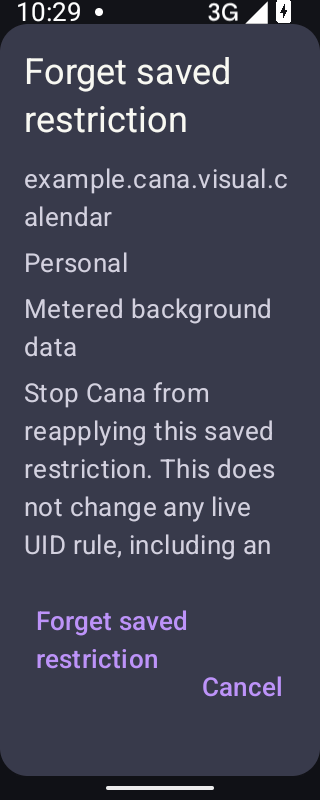 10:29
3G
Forget saved
restriction
example.cana.visual.c
alendar
Personal
Metered background
data
Stop Cana from
reapplying this saved
restriction. This does
not change any live
UID rule, including an
Forget saved
restriction
Cancel